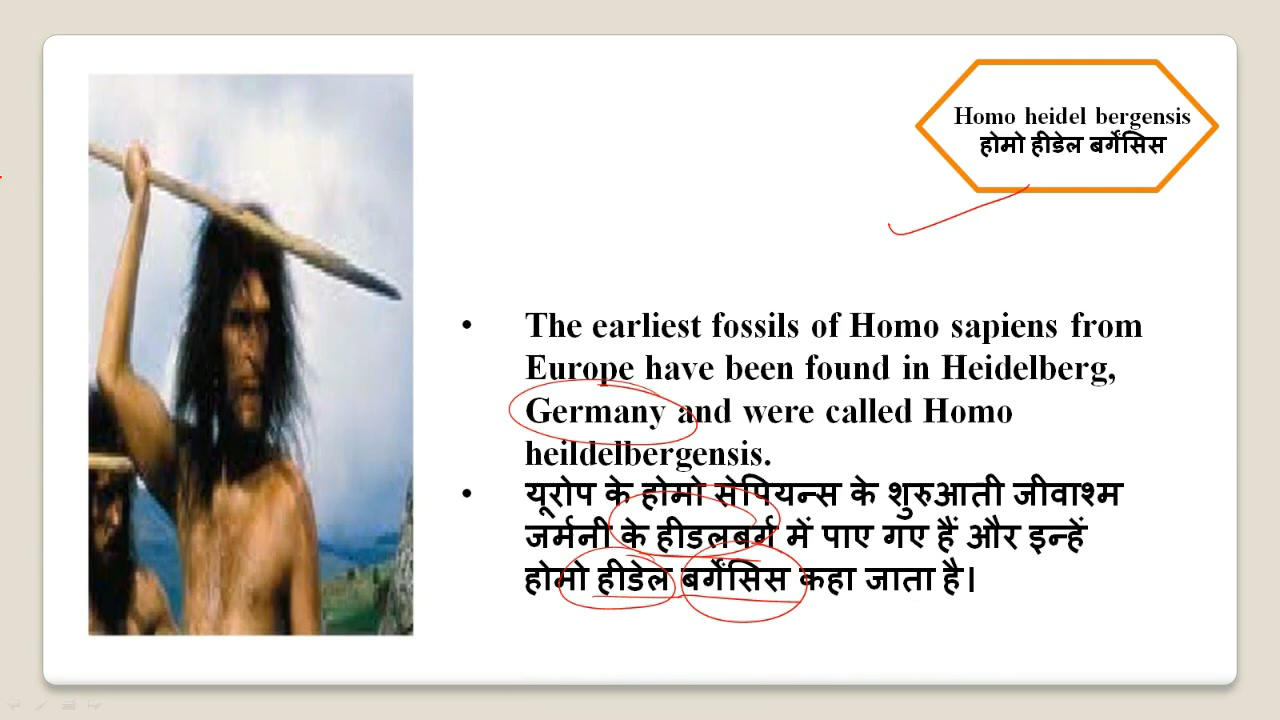 Homo heidel bergensis
होमो हीडेल बर्गेंसिस
• The earliest fossils of Homo sapiens from
Europe have been found in Heidelberg,
Germany and were called Homo
heildelbergensis.
• यूरोप के होमो सेपियन्स के शुरुआती जीवाश्म
जर्मनी के हीडलबर्ग में पाए गए हैं और इन्हें
होमो हीडेल बर्गेंसिस कहा जाता है।